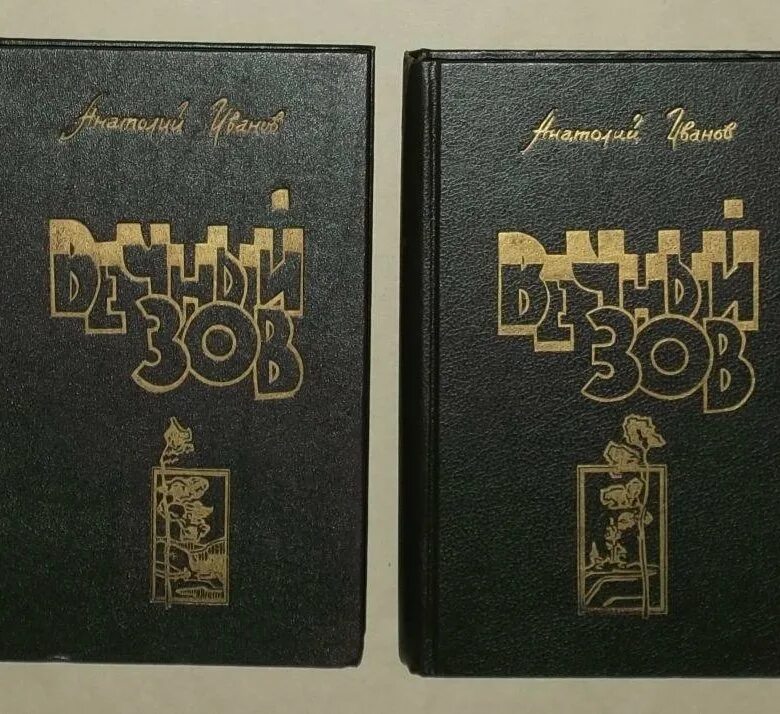 Анатолий Иванов
Вечный
зов
Анатолий Иванов
Вечный
зов